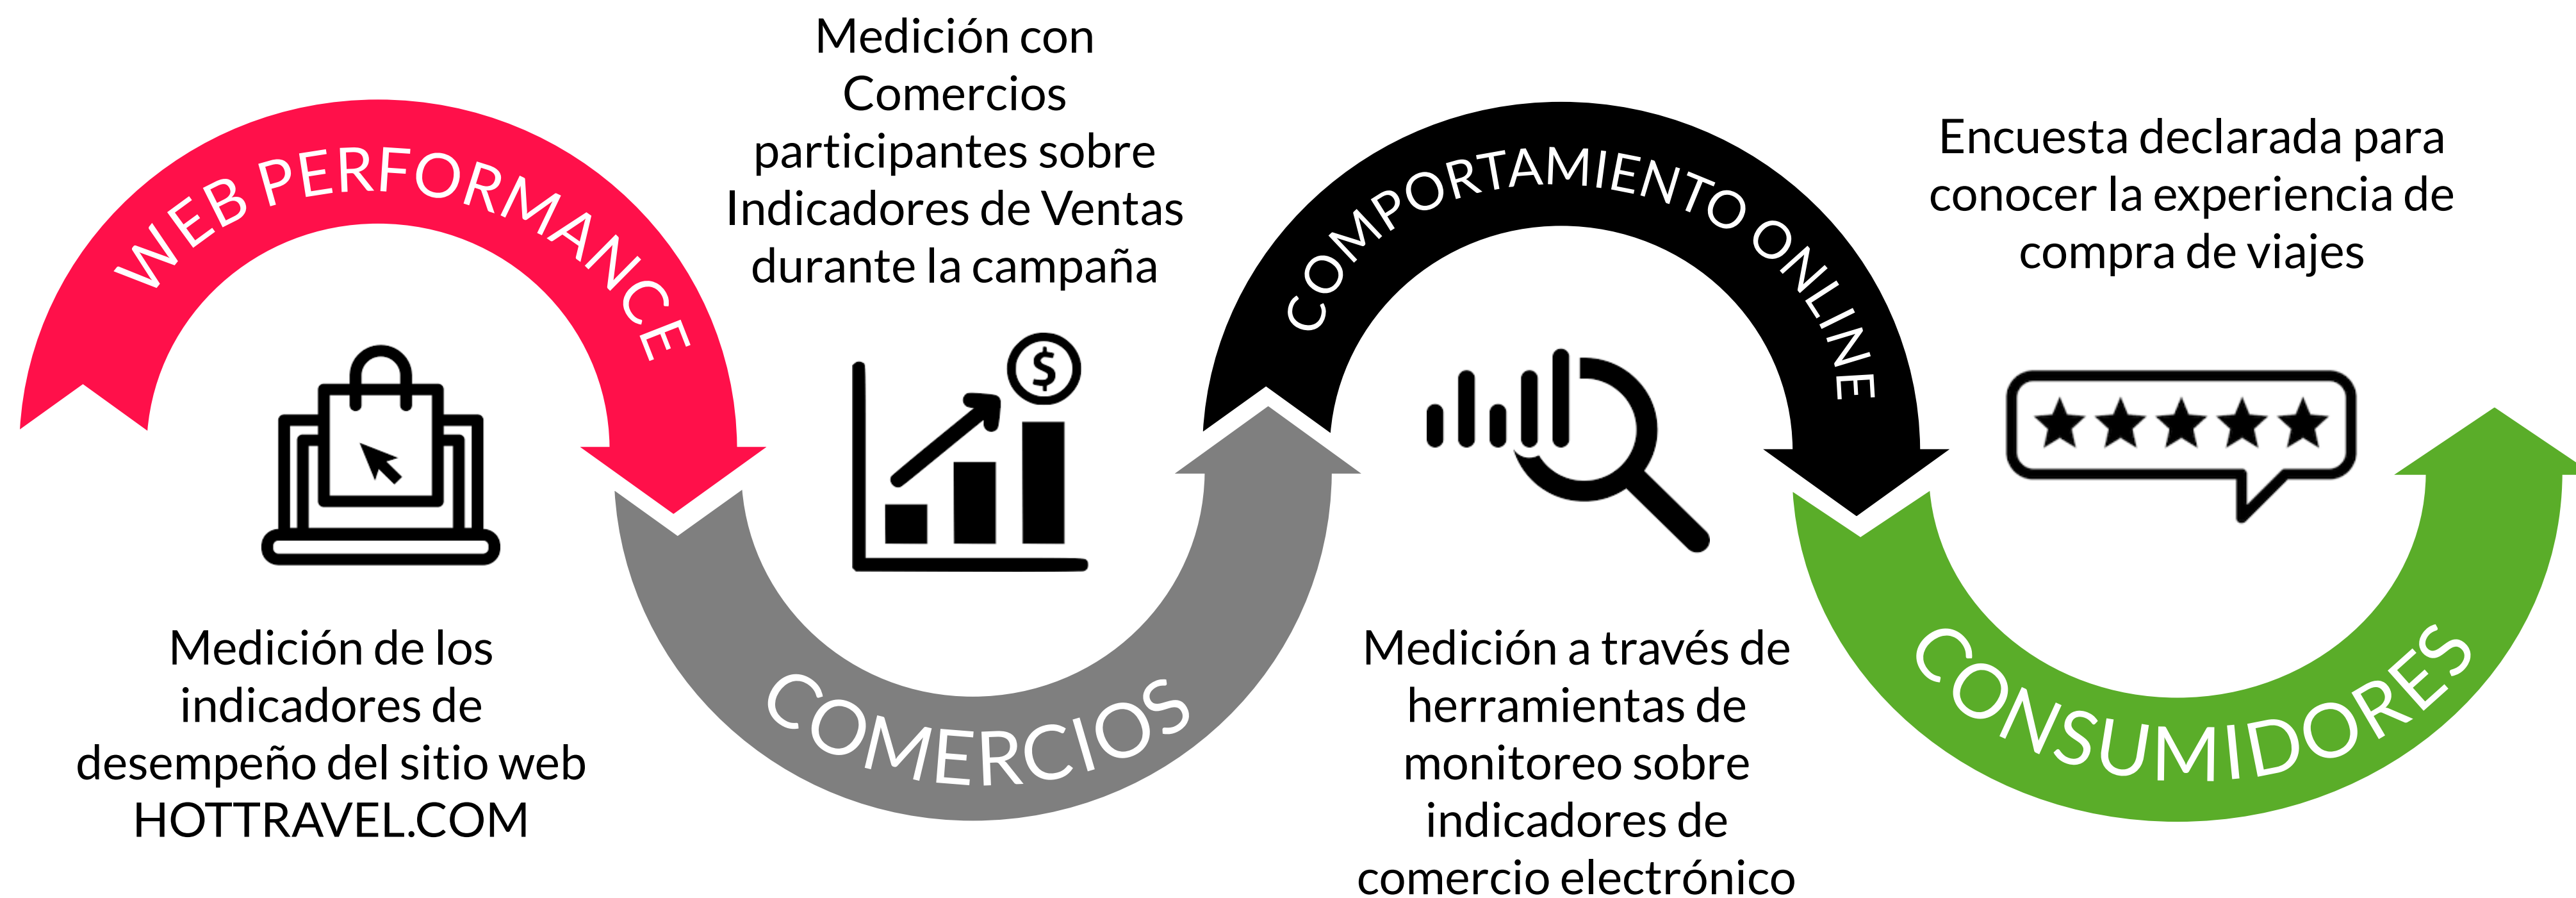 WEB PERFORMANCE
Medición de los
indicadores de
desempeño del sitio web
HOTTRAVEL.COM
Medición con
Comercios
participantes sobre
Indicadores de Ventas
durante la campaña
$
COMERCIOS
COMPORTAMIENTO ONLINE
Medición a través de
herramientas de
monitoreo sobre
indicadores de
comercio electrónico
Encuesta declarada para
conocer la experiencia de
compra de viajes
CONSUMIDORES